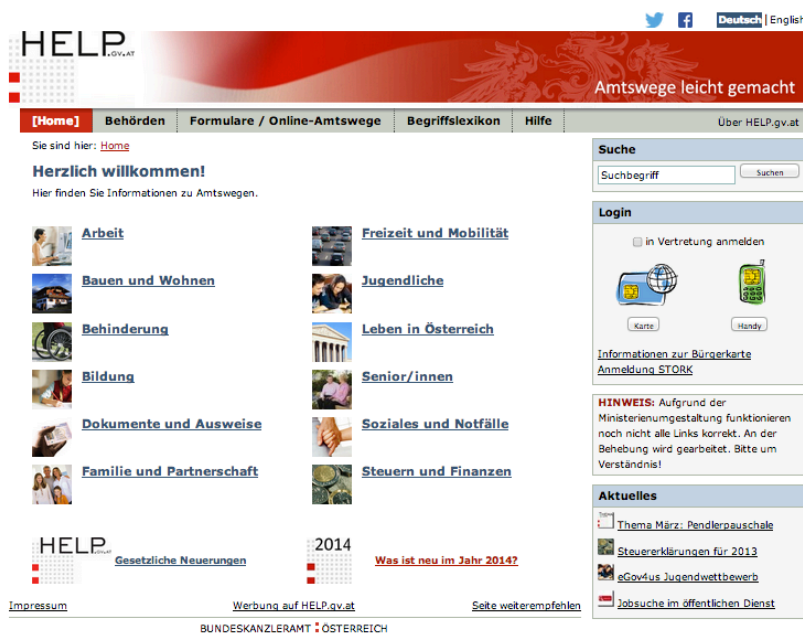 Deutsch | English
HELP.GV.AT
Amtswege leicht gemacht
[Home] Behörden Formulare / Online-Amtswege Begriffslexikon Hilfe Über HELP.gv.at
Sie sind hier: Home
Herzlich willkommen!
Hier finden Sie Informationen zu Amtswegen.
Arbeit
Freizeit und Mobilität
Bauen und Wohnen
Jugendliche
Behinderung
Leben in Österreich
Bildung
Senior/innen
Dokumente und Ausweise
Soziales und Notfälle
Familie und Partnerschaft
Steuern und Finanzen
HELP.GV.AT
Gesetzliche Neuerungen
2014
Was ist neu im Jahr 2014?
Suche
Suchbegriff Suchen
Login
in Vertretung anmelden
Karte Handy
Informationen zur Bürgerkarte
Anmeldung STORK
HINWEIS: Aufgrund der
Ministerienumgestaltung funktionieren
noch nicht alle Links korrekt. An der
Behebung wird gearbeitet. Bitte um
Verständnis!
Aktuelles
Thema März: Pendlerpauschale
Steuererklärungen für 2013
eGov4us Jugendwettbewerb
Jobsuche im öffentlichen Dienst
Impressum Werbung auf HELP.gv.at Seite weiterempfehlen
BUNDESKANZLERAMT ÖSTERREICH